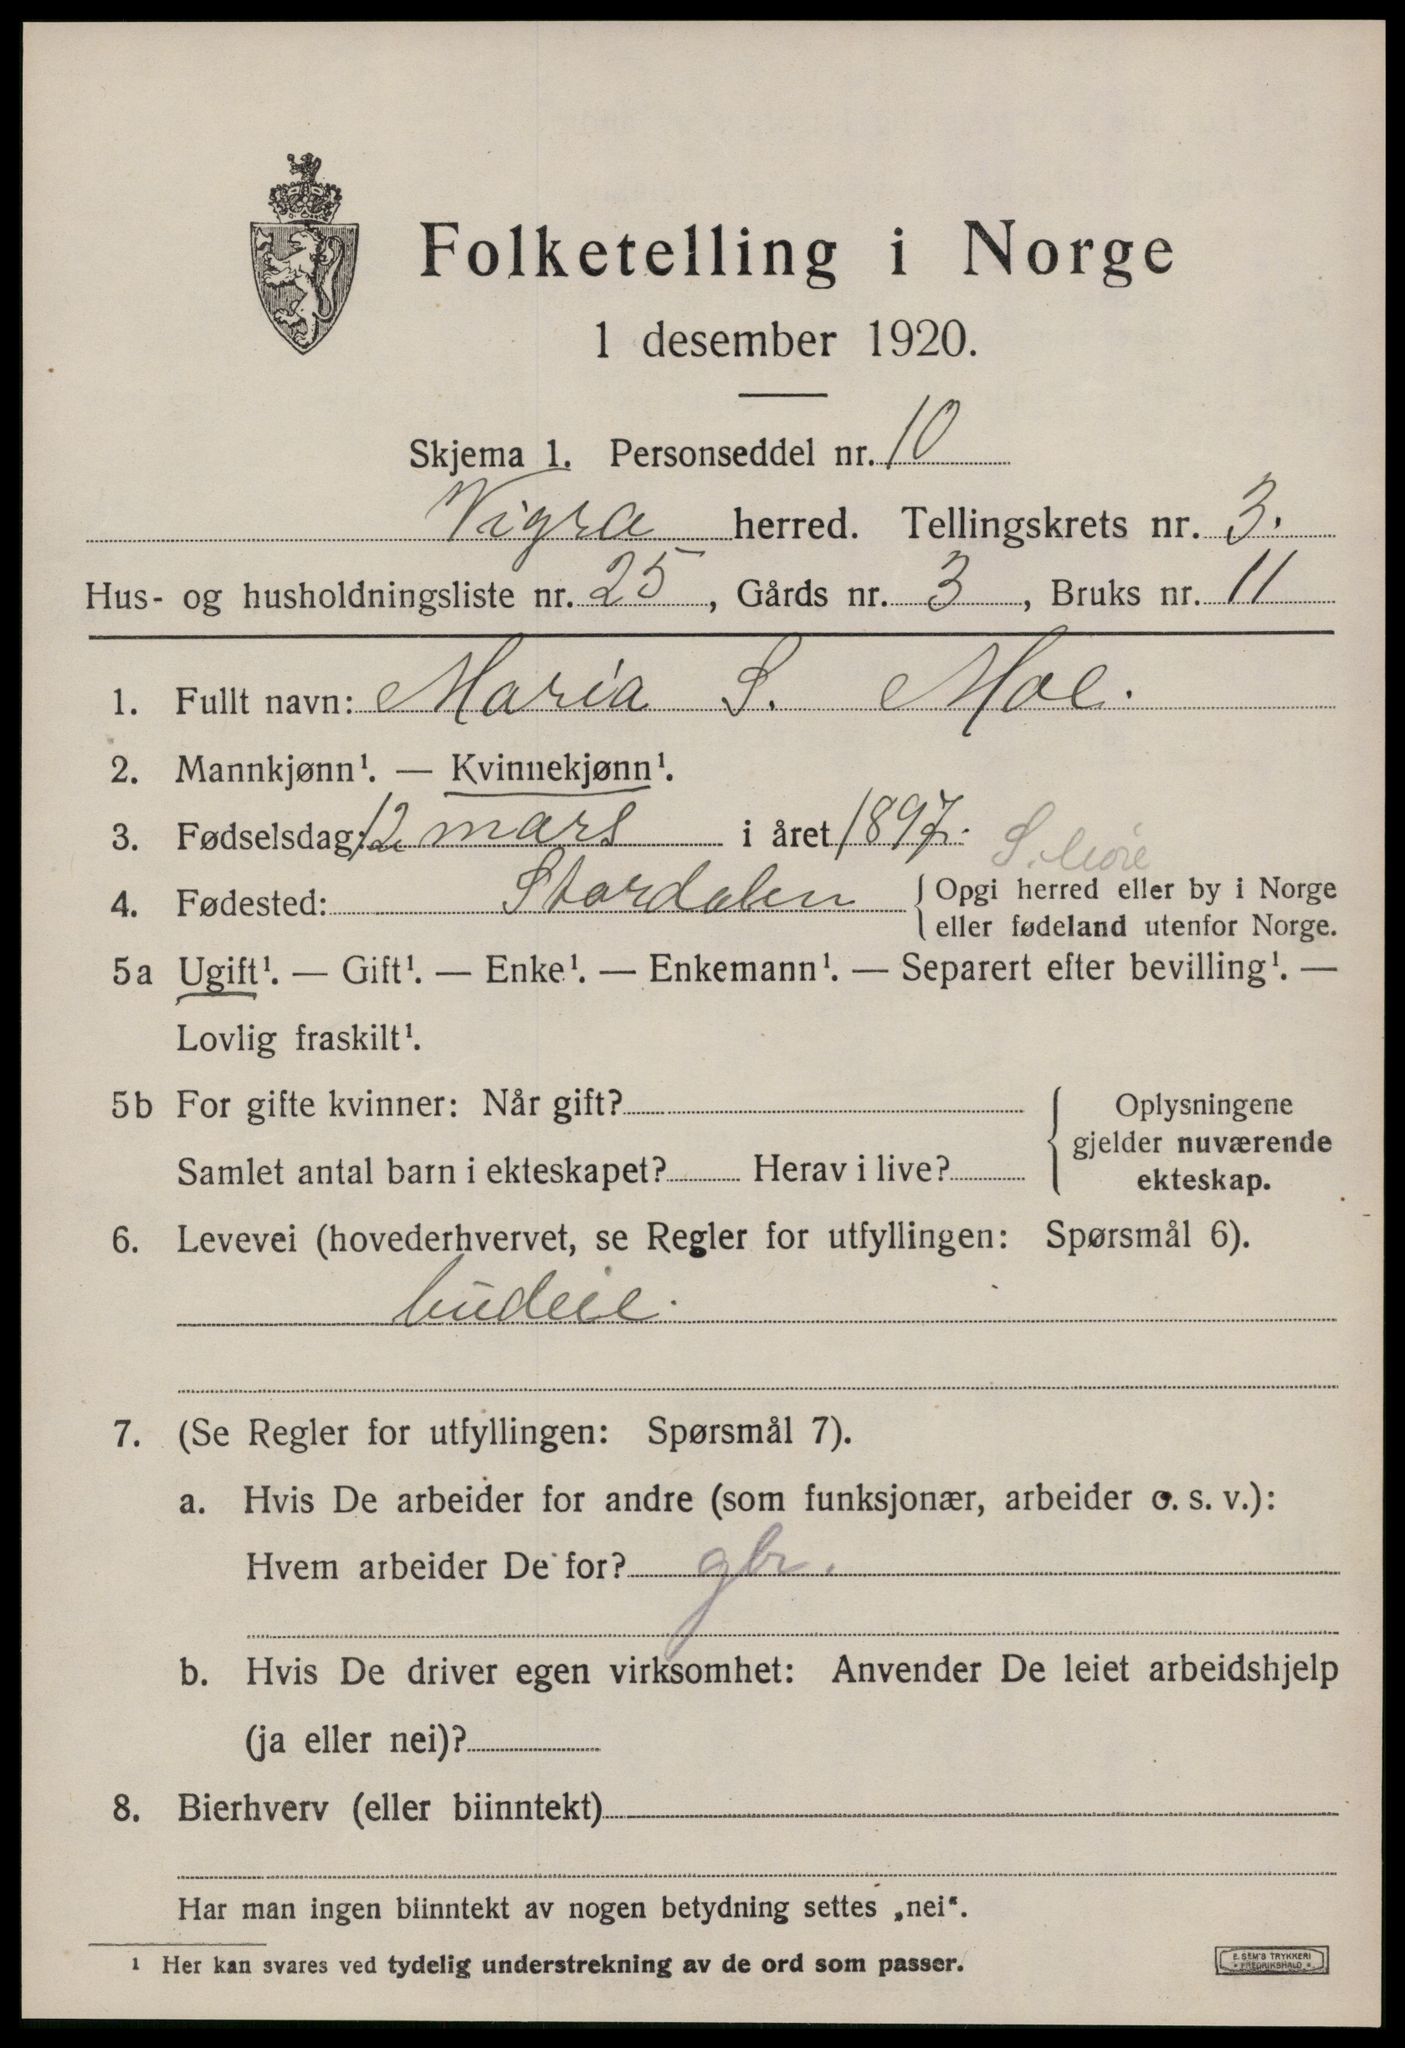 Folketelling i Norge
1 desember 1920.
Skjema 1. Personseddel nr. 10
Vigra herred. Tellingskrets nr. 3.
Hus- og husholdningsliste nr. 25, Gårds nr. 3, Bruks nr. 11
1. Fullt navn: Maria S. Moe.
2. Mannkjønn¹. — Kvinnekjønn¹.
3. Fødselsdag: 12 mars i året 1897.
S. Møre
4. Fødested: Stordalen { Opgi herred eller by i Norge
eller fødeland utenfor Norge.
5a Ugift¹. — Gift¹. — Enke¹. — Enkemann¹. — Separert efter bevilling¹. —
Lovlig fraskilt¹.
5b For gifte kvinner: Når gift?
Samlet antal barn i ekteskapet? Herav i live?
{ Oplysningene
gjelder nuværende
ekteskap.
6. Levevei (hovederhvervet, se Regler for utfyllingen: Spørsmål 6).
budeie.
7. (Se Regler for utfyllingen: Spørsmål 7).
a. Hvis De arbeider for andre (som funksjonær, arbeider o. s. v.):
Hvem arbeider De for? gbr.
b. Hvis De driver egen virksomhet: Anvender De leiet arbeidshjelp
(ja eller nei)?
8. Bierhverv (eller biinntekt)
Har man ingen biinntekt av nogen betydning settes „nei“.
¹ Her kan svares ved tydelig understrekning av de ord som passer.
E. SEM'S TRYKKERI
* FREDRIKSHALD *